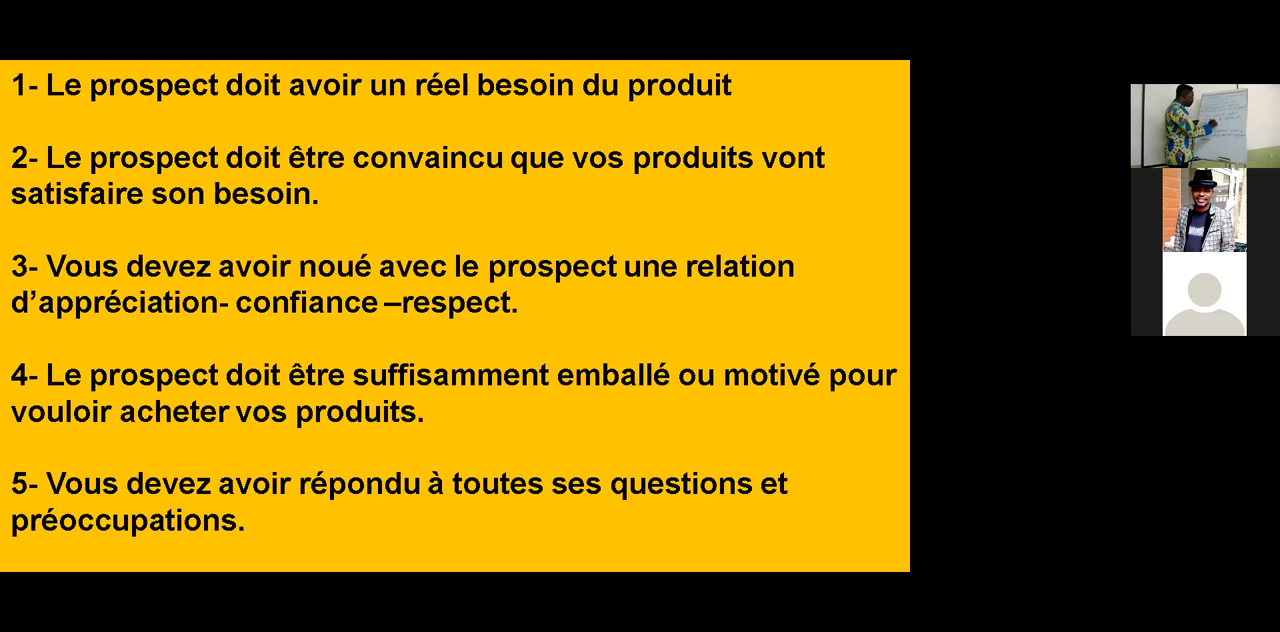 1- Le prospect doit avoir un réel besoin du produit
2- Le prospect doit être convaincu que vos produits vont
satisfaire son besoin.
3- Vous devez avoir noué avec le prospect une relation
d’appréciation- confiance –respect.
4- Le prospect doit être suffisamment emballé ou motivé pour
vouloir acheter vos produits.
5- Vous devez avoir répondu à toutes ses questions et
préoccupations.